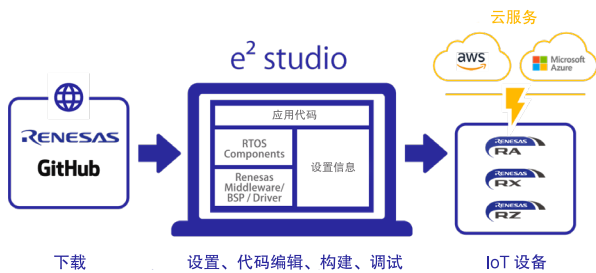 云服务
aws
Microsoft
Azure
e² studio
RENESAS
GitHub
应用代码
RTOS
Components
Renesas
Middleware/
BSP / Driver
设置信息
RENESAS
RA
RENESAS
RX
RENESAS
RZ
下载
设置、代码编辑、构建、调试
IoT 设备